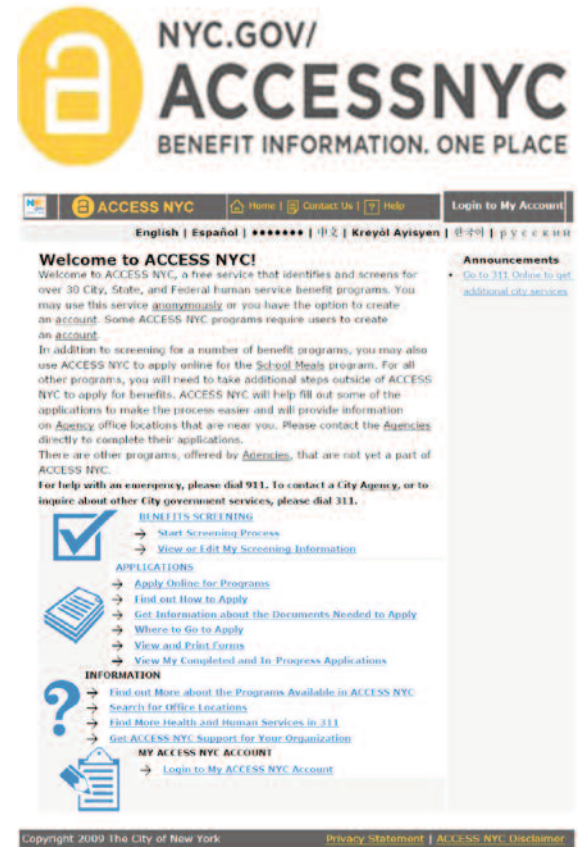 NYC.GOV/
ACCESSNYC
BENEFIT INFORMATION. ONE PLACE
ACCESS NYC Home | Contact Us | ? Help Login to My Account
English | Español | ●●●●●●● | 中文 | Kreyól Ayisyen | 한국어 | русский
Welcome to ACCESS NYC!
Welcome to ACCESS NYC, a free service that identifies and screens for
over 30 City, State, and Federal human service benefit programs. You
may use this service anonymously or you have the option to create
an account. Some ACCESS NYC programs require users to create
an account.
In addition to screening for a number of benefit programs, you may also
use ACCESS NYC to apply online for the School Meals program. For all
other programs, you will need to take additional steps outside of ACCESS
NYC to apply for benefits. ACCESS NYC will help fill out some of the
applications to make the process easier and will provide information
on Agency office locations that are near you. Please contact the Agencies
directly to complete their applications.
There are other programs, offered by Agencies, that are not yet a part of
ACCESS NYC.
For help with an emergency, please dial 911. To contact a City Agency, or to
inquire about other City government services, please dial 311.
Announcements
• Go to 311 Online to get
additional city services
BENEFITS SCREENING
→ Start Screening Process
→ View or Edit My Screening Information
APPLICATIONS
→ Apply Online for Programs
→ Find out How to Apply
→ Get Information about the Documents Needed to Apply
→ Where to Go to Apply
→ View and Print Forms
→ View My Completed and In-Progress Applications
INFORMATION
→ Find out More about the Programs Available in ACCESS NYC
→ Search for Office Locations
→ Find More Health and Human Services in 311
→ Get ACCESS NYC Support for Your Organization
MY ACCESS NYC ACCOUNT
→ Login to My ACCESS NYC Account
Copyright 2009 The City of New York Privacy Statement | ACCESS NYC Disclaimer